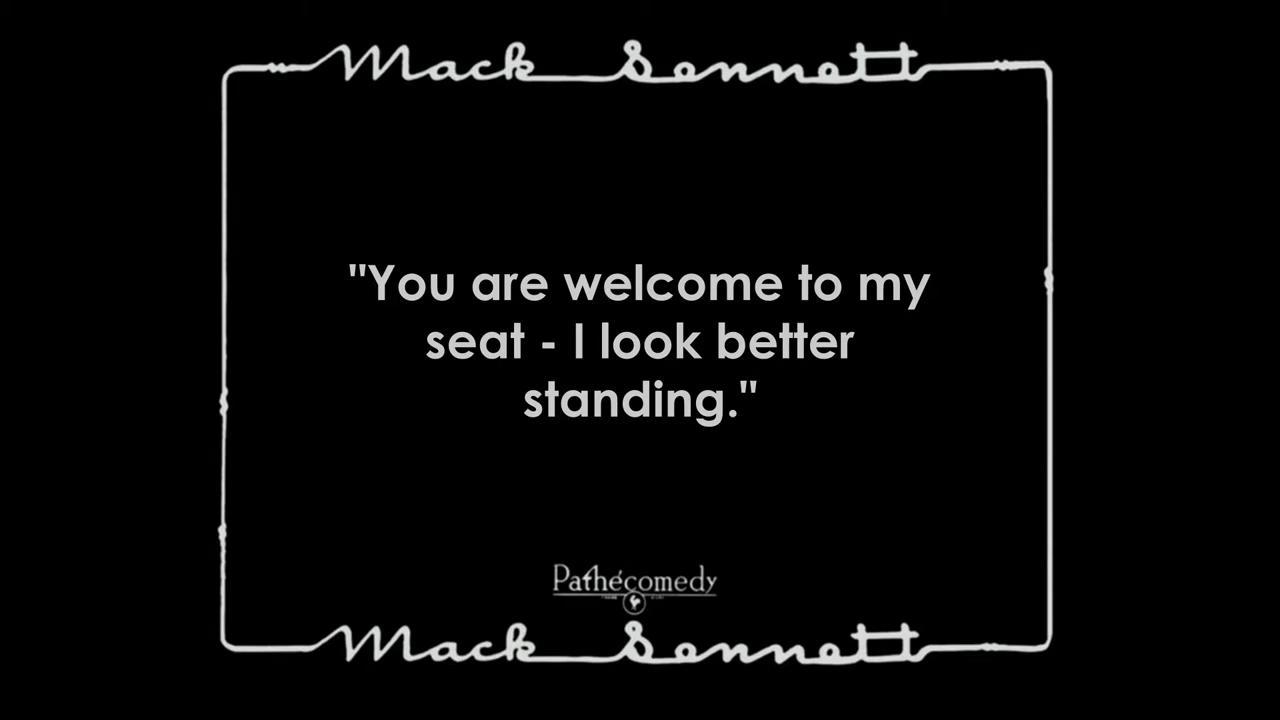 Mack Sennett
"You are welcome to my
seat - I look better
standing."
Pathécomedy
Mack Sennett